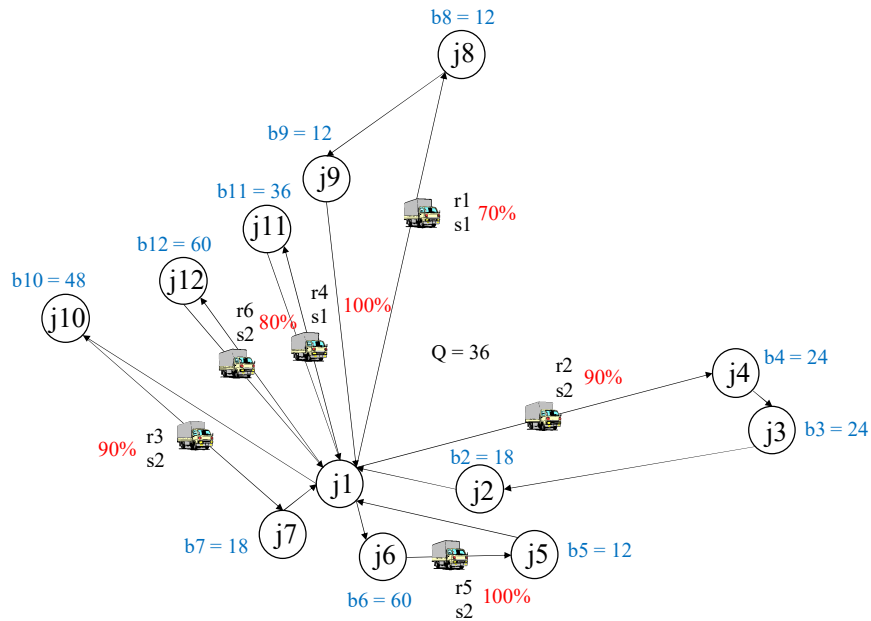 b8 = 12
j8
b9 = 12
j9
b11 = 36
r1
s1
70%
j11
b12 = 60
j12
b10 = 48
j10
r6
s2
80%
r4
s1
100%
Q = 36
r2
s2
90%
b4 = 24
j4
j3
b3 = 24
90%
r3
s2
b2 = 18
j1
j2
j7
b7 = 18
j6
j5
b5 = 12
b6 = 60
r5
s2
100%